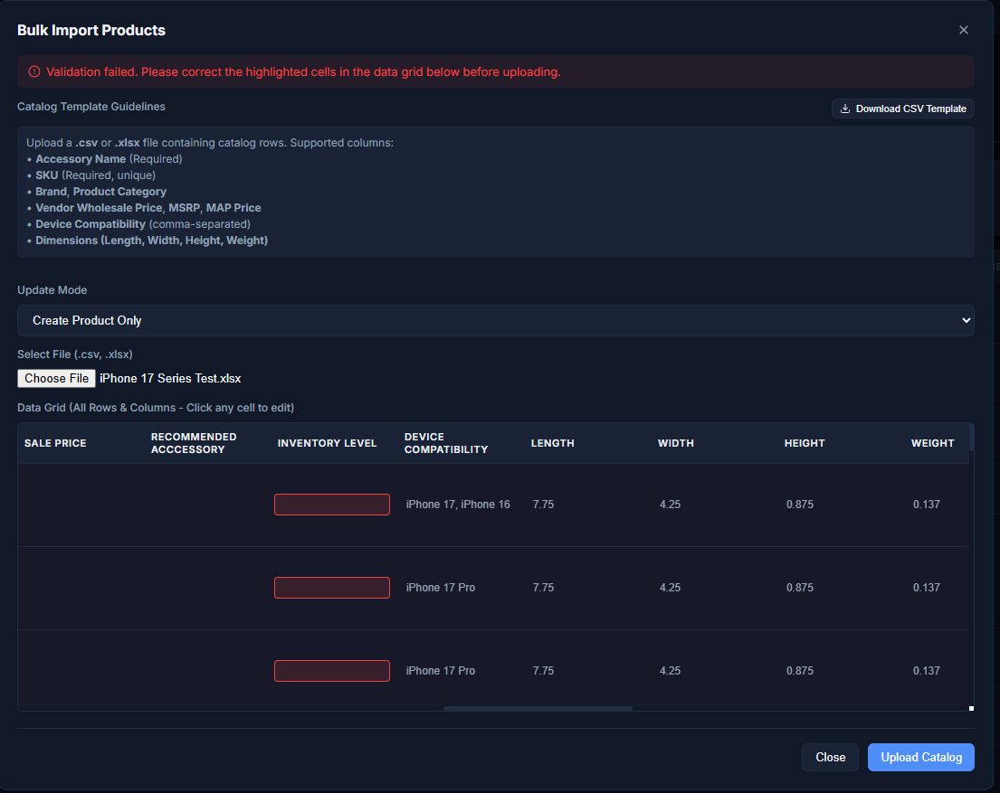 Bulk Import Products
Validation failed. Please correct the highlighted cells in the data grid below before uploading.
Catalog Template Guidelines
Download CSV Template
Upload a .csv or .xlsx file containing catalog rows. Supported columns:
• Accessory Name (Required)
• SKU (Required, unique)
• Brand, Product Category
• Vendor Wholesale Price, MSRP, MAP Price
• Device Compatibility (comma-separated)
• Dimensions (Length, Width, Height, Weight)
Update Mode
Create Product Only
Select File (.csv, .xlsx)
Choose File iPhone 17 Series Test.xlsx
Data Grid (All Rows & Columns - Click any cell to edit)
SALE PRICE RECOMMENDED ACCCESSORY INVENTORY LEVEL DEVICE COMPATIBILITY LENGTH WIDTH HEIGHT WEIGHT
iPhone 17, iPhone 16 7.75 4.25 0.875 0.137
iPhone 17 Pro 7.75 4.25 0.875 0.137
iPhone 17 Pro 7.75 4.25 0.875 0.137
Close Upload Catalog